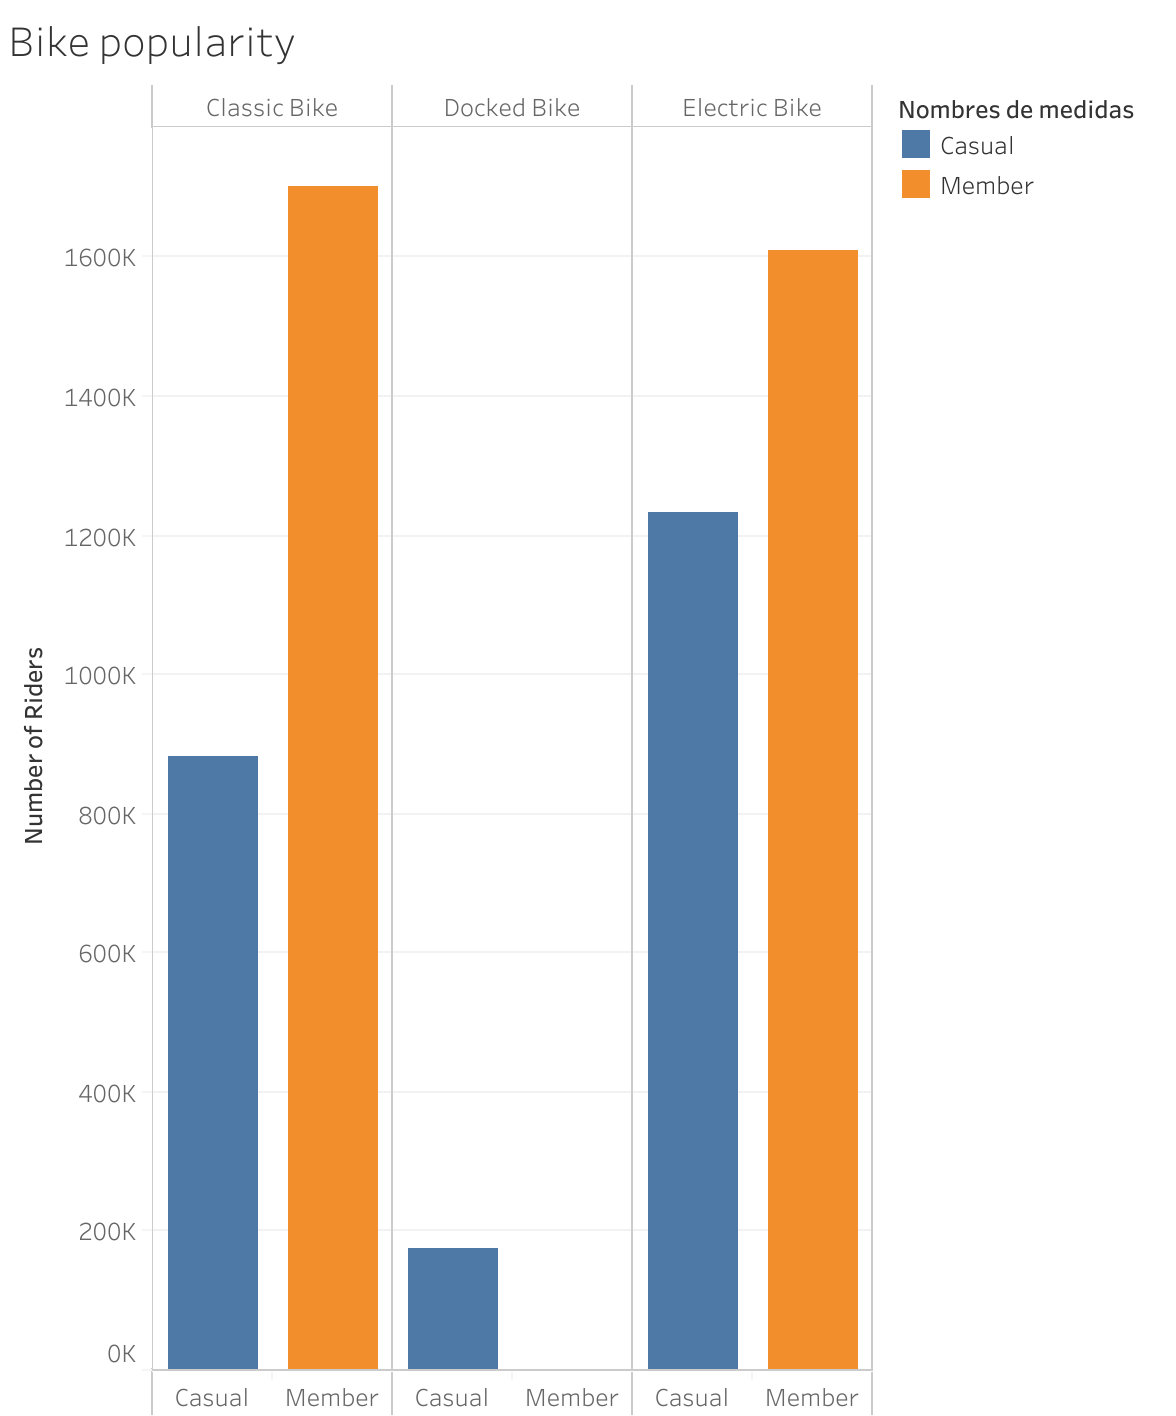 Bike popularity
Classic Bike Docked Bike Electric Bike
Nombres de medidas
Casual
Member
1600K
1400K
1200K
1000K
800K
600K
400K
200K
0K
Number of Riders
Casual Member Casual Member Casual Member